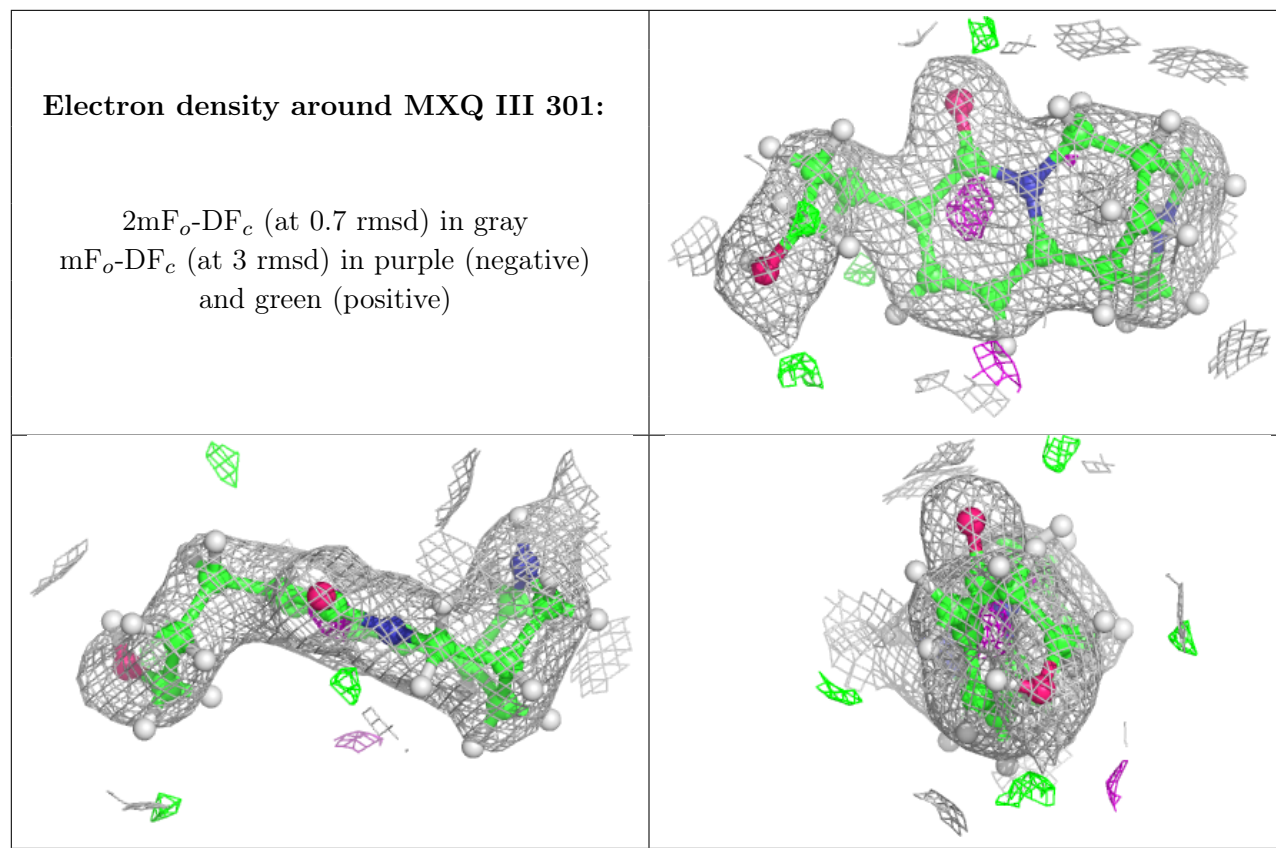 Electron density around MXQ III 301:
2mFo-DFc (at 0.7 rmsd) in gray
mFo-DFc (at 3 rmsd) in purple (negative)
and green (positive)